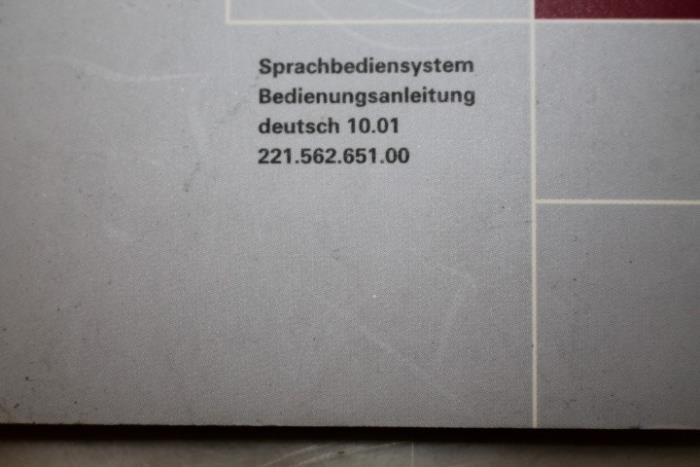 Sprachbediensystem
Bedienungsanleitung
deutsch 10.01
221.562.651.00